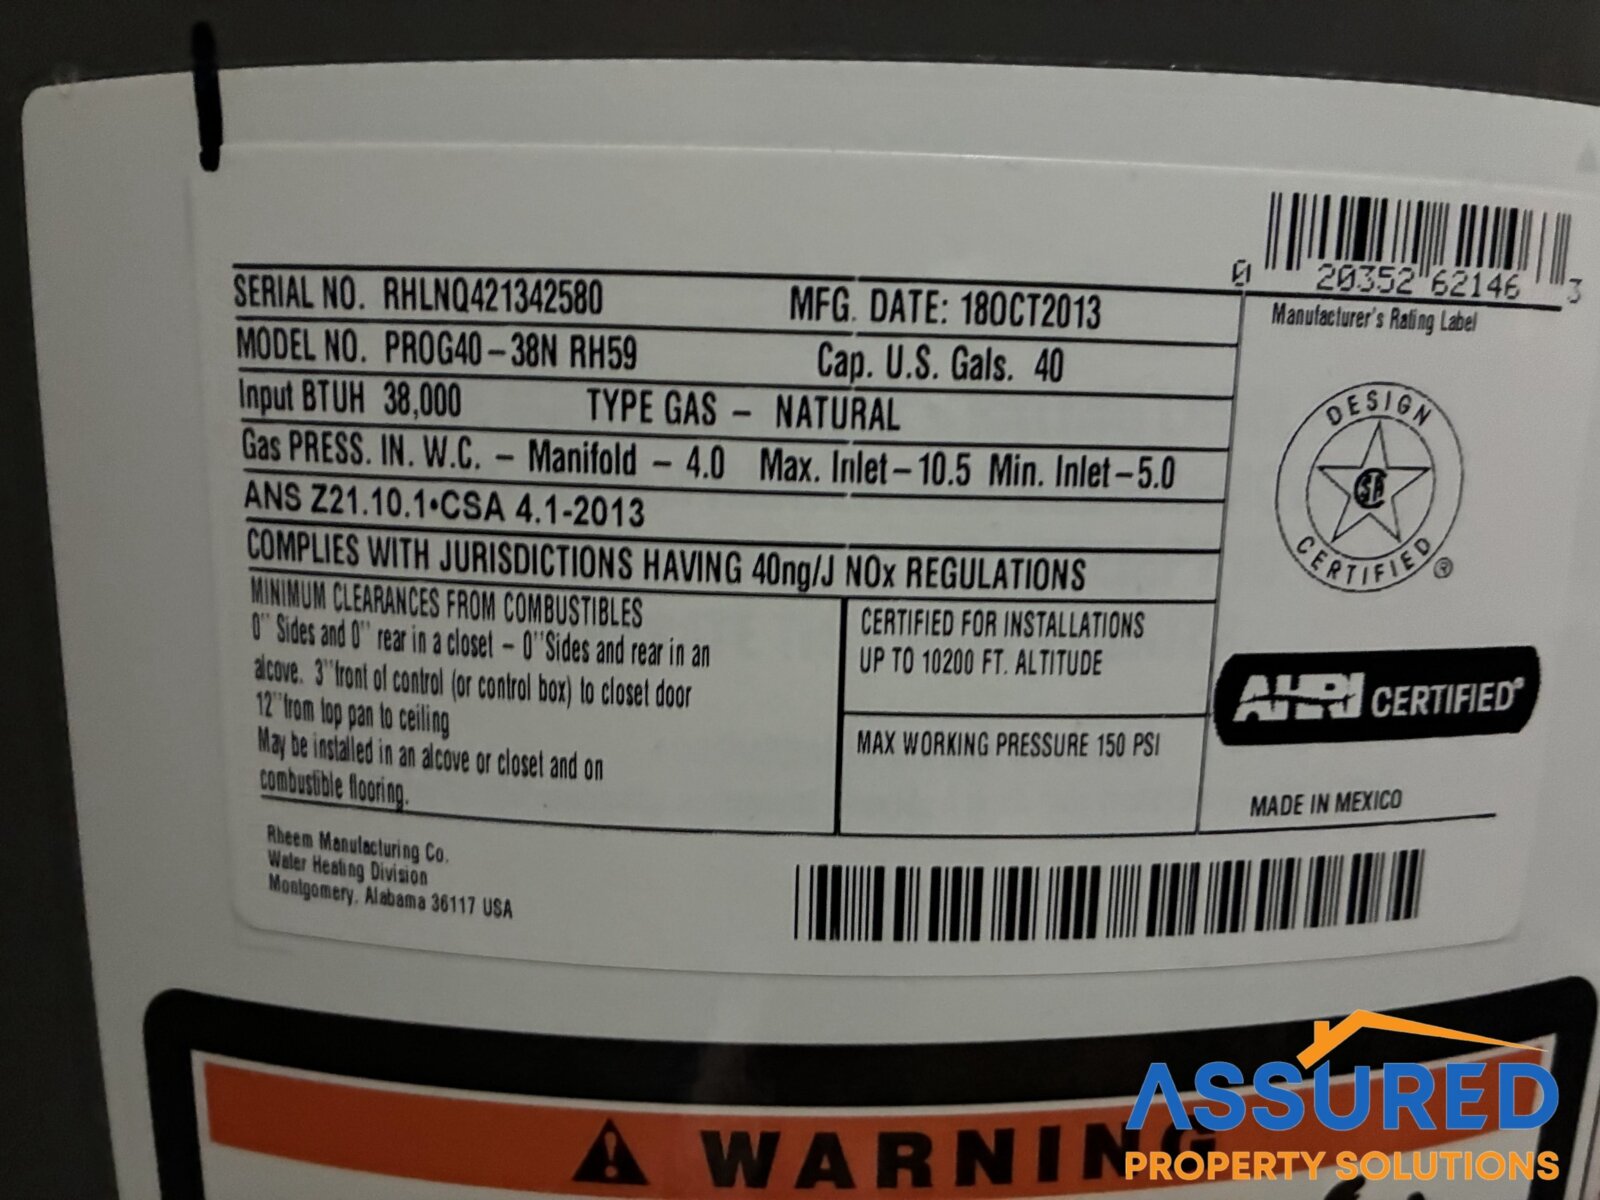 SERIAL NO. RHLNQ421342580 MFG. DATE: 18OCT2013
MODEL NO. PROG40-38N RH59 Cap. U.S. Gals. 40
Input BTUH 38,000 TYPE GAS - NATURAL
Gas PRESS. IN. W.C. - Manifold - 4.0 Max. Inlet-10.5 Min. Inlet-5.0
ANS Z21.10.1•CSA 4.1-2013
COMPLIES WITH JURISDICTIONS HAVING 40ng/J NOx REGULATIONS
MINIMUM CLEARANCES FROM COMBUSTIBLES
0" Sides and 0" rear in a closet - 0" Sides and rear in an
alcove. 3" front of control (or control box) to closet door
12" from top pan to ceiling
May be installed in an alcove or closet and on
combustible flooring.
CERTIFIED FOR INSTALLATIONS
UP TO 10200 FT. ALTITUDE
MAX WORKING PRESSURE 150 PSI
0 20352 62146 3
Manufacturer's Rating Label
DESIGN
SA
CERTIFIED ®
AHRI CERTIFIED®
MADE IN MEXICO
Rheem Manufacturing Co.
Water Heating Division
Montgomery, Alabama 36117 USA
WARNING
ASSURED
PROPERTY SOLUTIONS